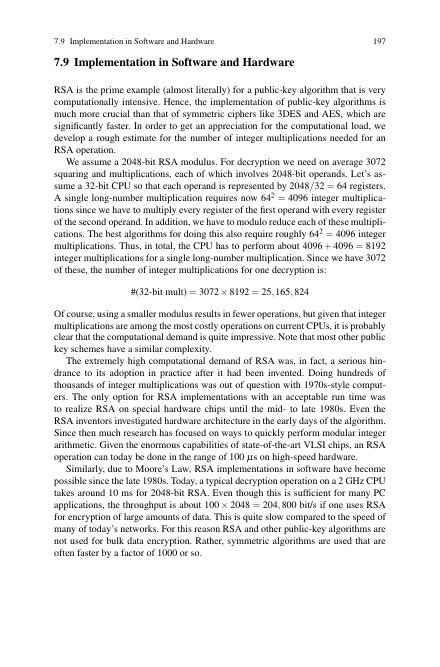 7.9 Implementation in Software and Hardware 197
7.9 Implementation in Software and Hardware
RSA is the prime example (almost literally) for a public-key algorithm that is very
computationally intensive. Hence, the implementation of public-key algorithms is
much more crucial than that of symmetric ciphers like 3DES and AES, which are
significantly faster. In order to get an appreciation for the computational load, we
develop a rough estimate for the number of integer multiplications needed for an
RSA operation.
We assume a 2048-bit RSA modulus. For decryption we need on average 3072
squaring and multiplications, each of which involves 2048-bit operands. Let's as-
sume a 32-bit CPU so that each operand is represented by 2048/32 = 64 registers.
A single long-number multiplication requires now 64² = 4096 integer multiplica-
tions since we have to multiply every register of the first operand with every register
of the second operand. In addition, we have to modulo reduce each of these multipli-
cations. The best algorithms for doing this also require roughly 64² = 4096 integer
multiplications. Thus, in total, the CPU has to perform about 4096 + 4096 = 8192
integer multiplications for a single long-number multiplication. Since we have 3072
of these, the number of integer multiplications for one decryption is:
#(32-bit mult) = 3072 × 8192 = 25,165,824
Of course, using a smaller modulus results in fewer operations, but given that integer
multiplications are among the most costly operations on current CPUs, it is probably
clear that the computational demand is quite impressive. Note that most other public
key schemes have a similar complexity.
The extremely high computational demand of RSA was, in fact, a serious hin-
drance to its adoption in practice after it had been invented. Doing hundreds of
thousands of integer multiplications was out of question with 1970s-style comput-
ers. The only option for RSA implementations with an acceptable run time was
to realize RSA on special hardware chips until the mid- to late 1980s. Even the
RSA inventors investigated hardware architecture in the early days of the algorithm.
Since then much research has focused on ways to quickly perform modular integer
arithmetic. Given the enormous capabilities of state-of-the-art VLSI chips, an RSA
operation can today be done in the range of 100 μs on high-speed hardware.
Similarly, due to Moore's Law, RSA implementations in software have become
possible since the late 1980s. Today, a typical decryption operation on a 2 GHz CPU
takes around 10 ms for 2048-bit RSA. Even though this is sufficient for many PC
applications, the throughput is about 100 × 2048 = 204,800 bit/s if one uses RSA
for encryption of large amounts of data. This is quite slow compared to the speed of
many of today's networks. For this reason RSA and other public-key algorithms are
not used for bulk data encryption. Rather, symmetric algorithms are used that are
often faster by a factor of 1000 or so.